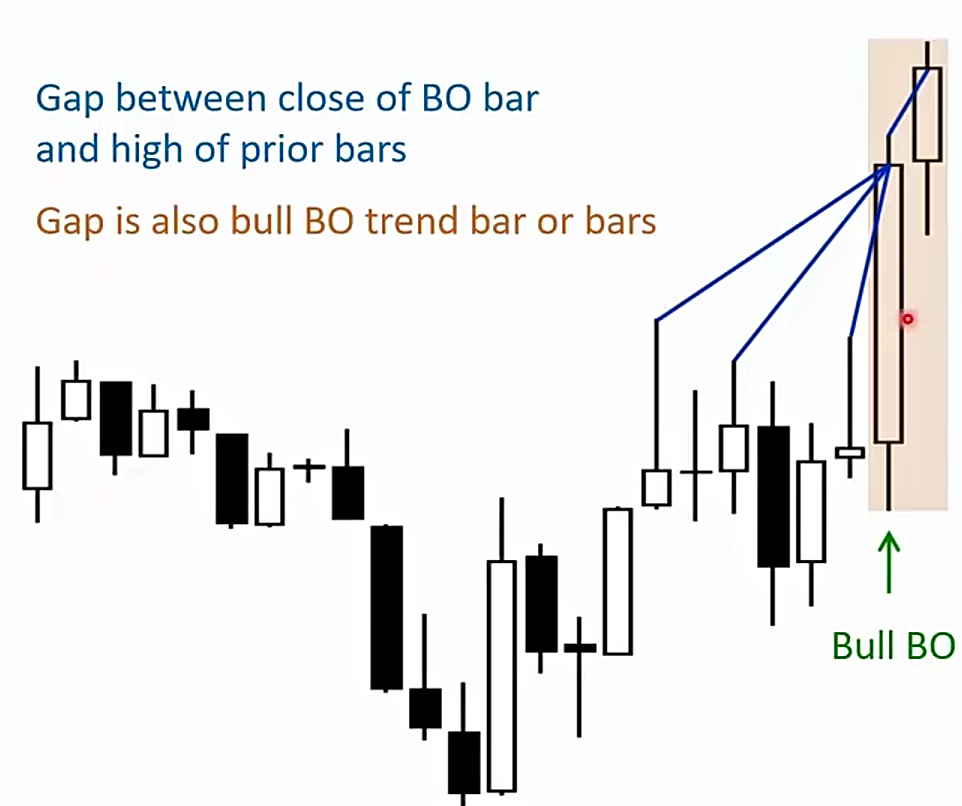 Gap between close of BO bar
and high of prior bars
Gap is also bull BO trend bar or bars
Bull BO